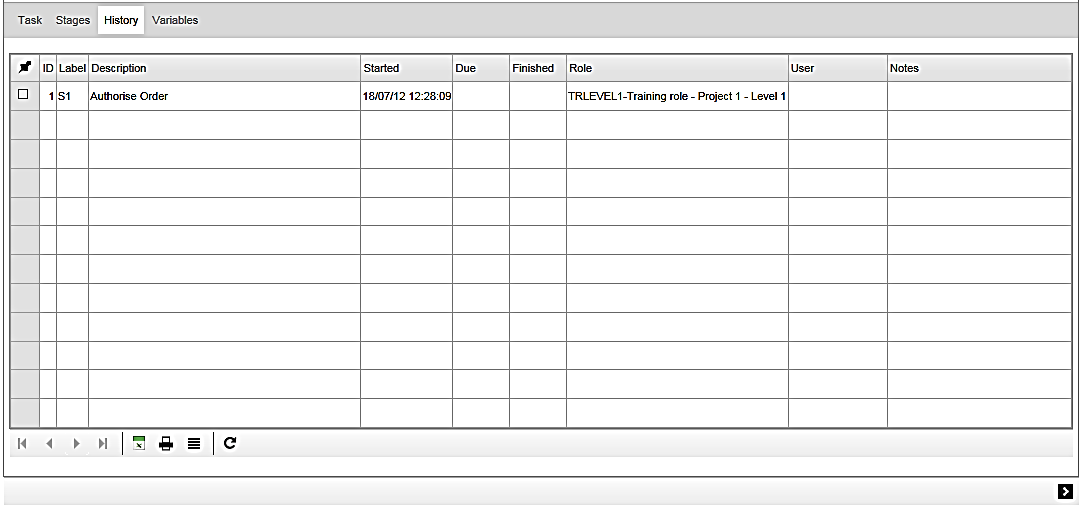 Task Stages History Variables
ID Label Description Started Due Finished Role User Notes
1 S1 Authorise Order 18/07/12 12:28:09 TRLEVEL1-Training role - Project 1 - Level 1